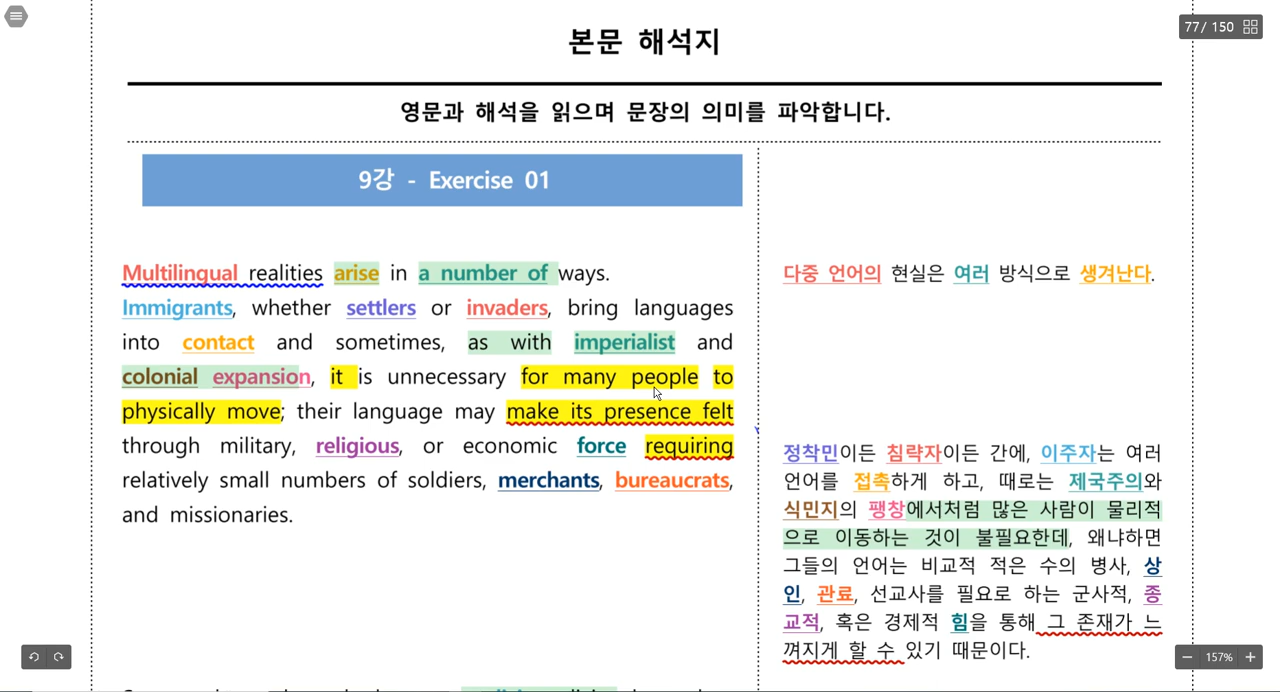 77/ 150
본문 해석지
영문과 해석을 읽으며 문장의 의미를 파악합니다.
9강 - Exercise 01
Multilingual realities arise in a number of ways.
Immigrants, whether settlers or invaders, bring languages
into contact and sometimes, as with imperialist and
colonial expansion, it is unnecessary for many people to
physically move; their language may make its presence felt
through military, religious, or economic force requiring
relatively small numbers of soldiers, merchants, bureaucrats,
and missionaries.
다중 언어의 현실은 여러 방식으로 생겨난다.
정착민이든 침략자이든 간에, 이주자는 여러
언어를 접촉하게 하고, 때로는 제국주의와
식민지의 팽창에서처럼 많은 사람이 물리적
으로 이동하는 것이 불필요한데, 왜냐하면
그들의 언어는 비교적 적은 수의 병사, 상
인, 관료, 선교사를 필요로 하는 군사적, 종
교적, 혹은 경제적 힘을 통해 그 존재가 느
껴지게 할 수 있기 때문이다.
157%